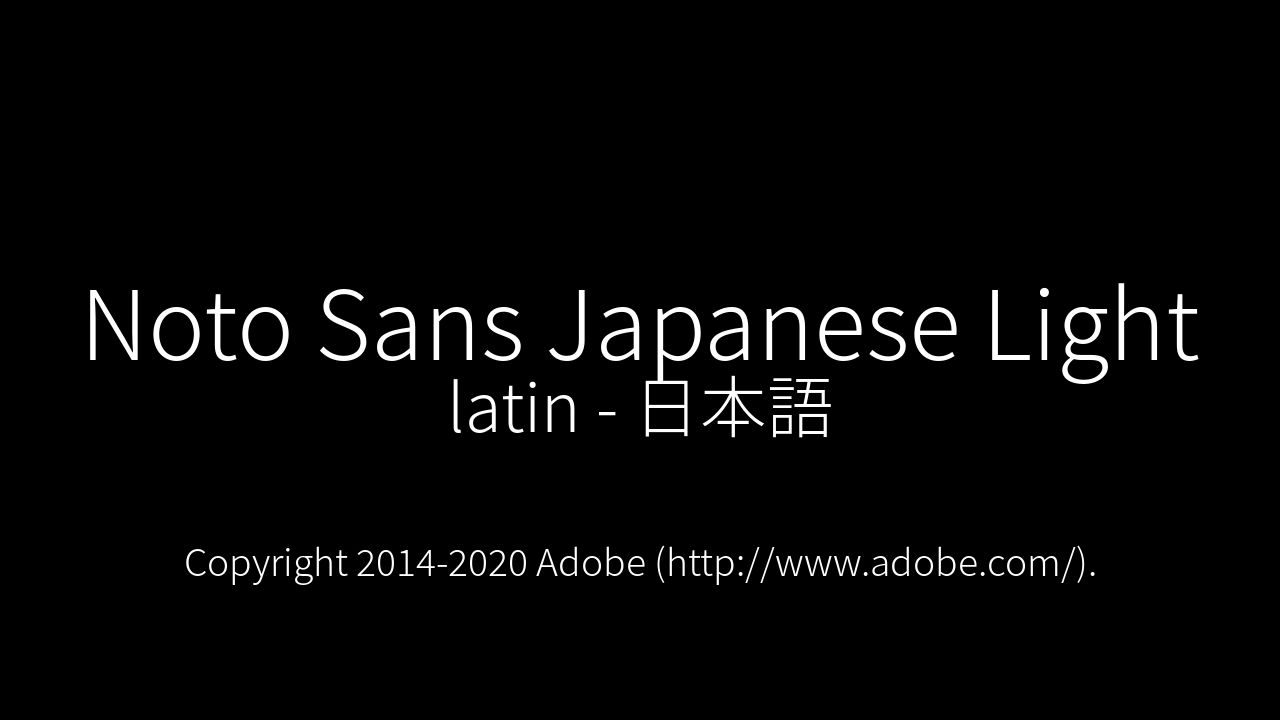 Noto Sans Japanese Light
latin - 日本語
Copyright 2014-2020 Adobe (http://www.adobe.com/).